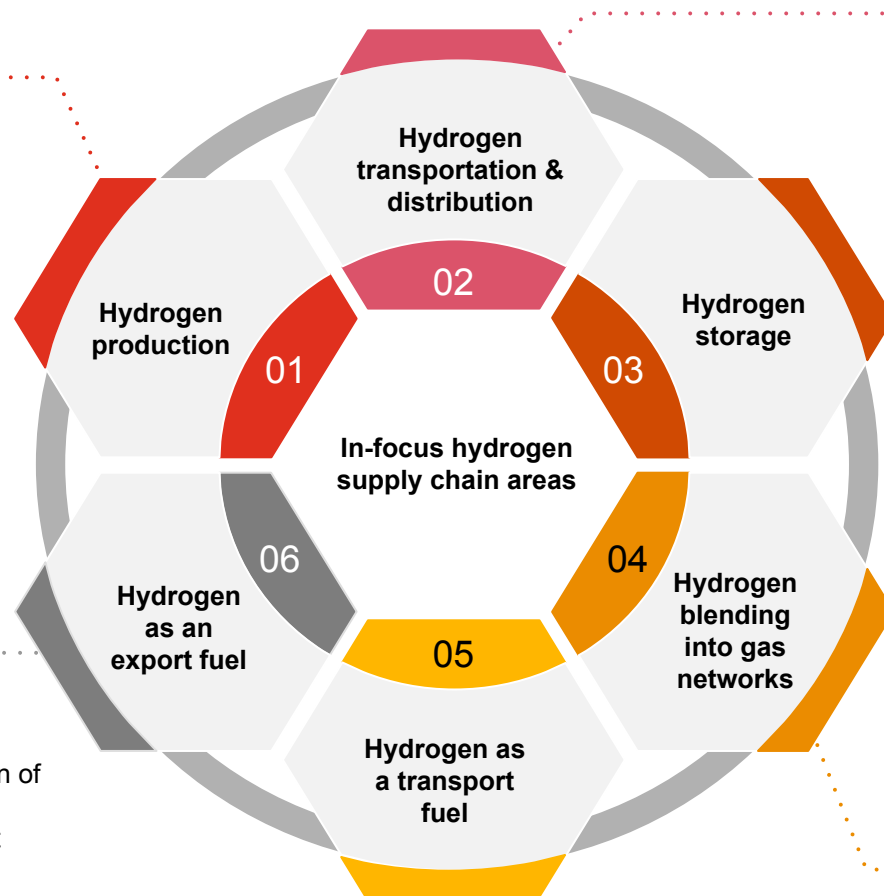 Hydrogen
transportation &
distribution
02
Hydrogen
production
01
Hydrogen
storage
03
In-focus hydrogen
supply chain areas
06
Hydrogen
as an
export fuel
04
Hydrogen
blending
into gas
networks
05
Hydrogen as
a transport
fuel
of